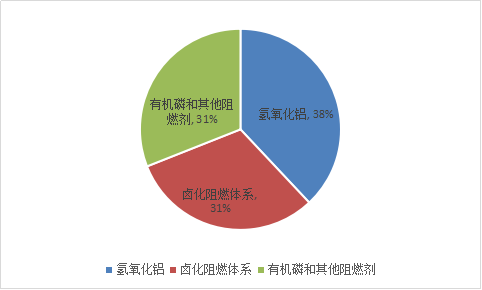 有机磷和其他阻
燃剂, 31%
氢氧化铝, 38%
卤化阻燃体系,
31%
氢氧化铝 卤化阻燃体系 有机磷和其他阻燃剂